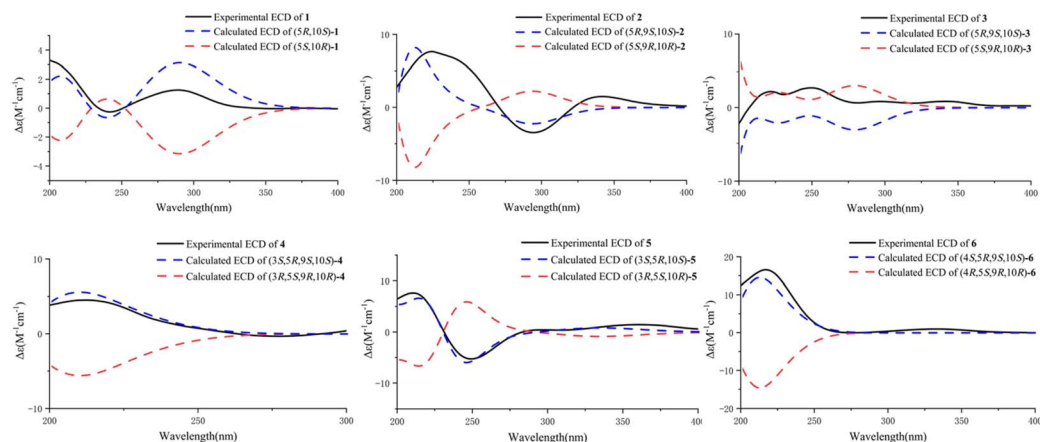 Experimental ECD of 1
Calculated ECD of (5R,10S)-1
Calculated ECD of (5S,10R)-1
4
2
0
−2
−4
Δε(M⁻¹cm⁻¹)
200 250 300 350 400
Wavelength(nm)
Experimental ECD of 2
Calculated ECD of (5R,9S,10S)-2
Calculated ECD of (5S,9R,10R)-2
10
0
−10
Δε(M⁻¹cm⁻¹)
200 250 300 350 400
Wavelength(nm)
Experimental ECD of 3
Calculated ECD of (5R,9S,10S)-3
Calculated ECD of (5S,9R,10R)-3
10
0
−10
Δε(M⁻¹cm⁻¹)
200 250 300 350 400
Wavelength(nm)
Experimental ECD of 4
Calculated ECD of (3S,5R,9S,10S)-4
Calculated ECD of (3R,5S,9R,10R)-4
10
0
−10
Δε(M⁻¹cm⁻¹)
200 250 300
Wavelength(nm)
Experimental ECD of 5
Calculated ECD of (3S,5R,10S)-5
Calculated ECD of (3R,5S,10R)-5
10
0
−10
Δε(M⁻¹cm⁻¹)
200 250 300 350 400
Wavelength(nm)
Experimental ECD of 6
Calculated ECD of (4S,5R,9S,10S)-6
Calculated ECD of (4R,5S,9R,10R)-6
20
10
0
−10
−20
Δε(M⁻¹cm⁻¹)
200 250 300 350 400
Wavelength(nm)